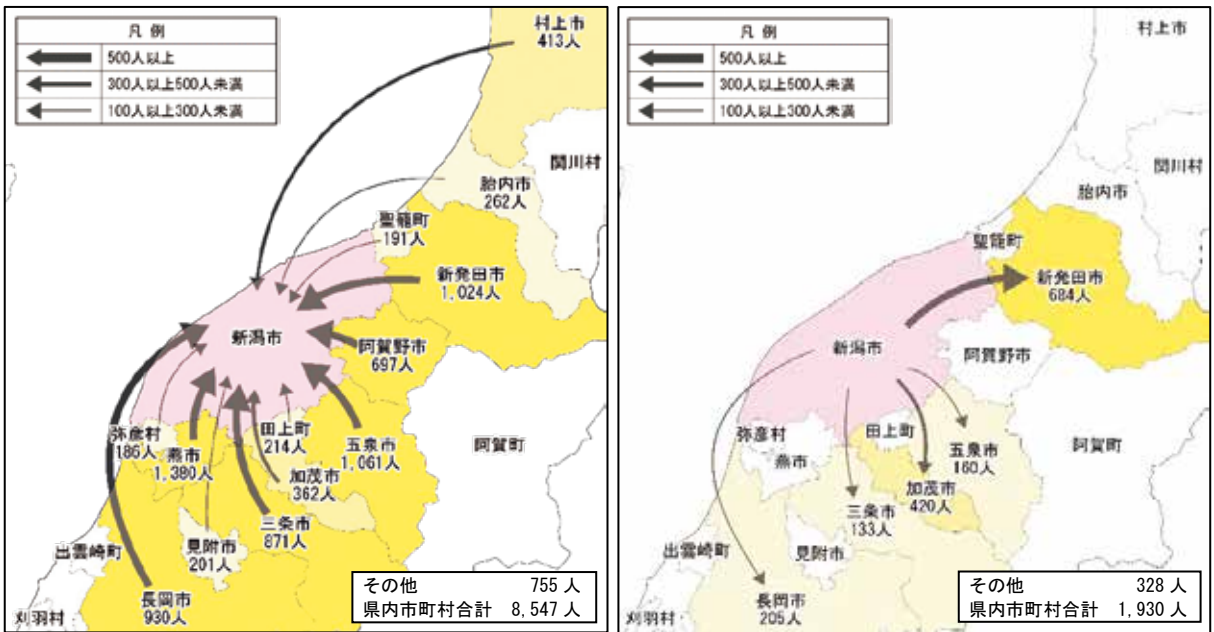 凡 例
500人以上
300人以上500人未満
100人以上300人未満
村上市
413人
関川村
胎内市
262人
聖籠町
191人
新発田市
1,024人
新潟市
阿賀野市
697人
弥彦村
186人
燕市
1,380人
田上町
214人
五泉市
1,061人
阿賀町
加茂市
362人
三条市
871人
見附市
201人
出雲崎町
長岡市
930人
刈羽村
その他 755 人
県内市町村合計 8,547 人
凡 例
500人以上
300人以上500人未満
100人以上300人未満
村上市
関川村
胎内市
聖籠町
新発田市
684人
新潟市
阿賀野市
弥彦村
燕市
田上町
五泉市
160人
阿賀町
加茂市
420人
三条市
133人
見附市
出雲崎町
長岡市
205人
刈羽村
その他 328 人
県内市町村合計 1,930 人